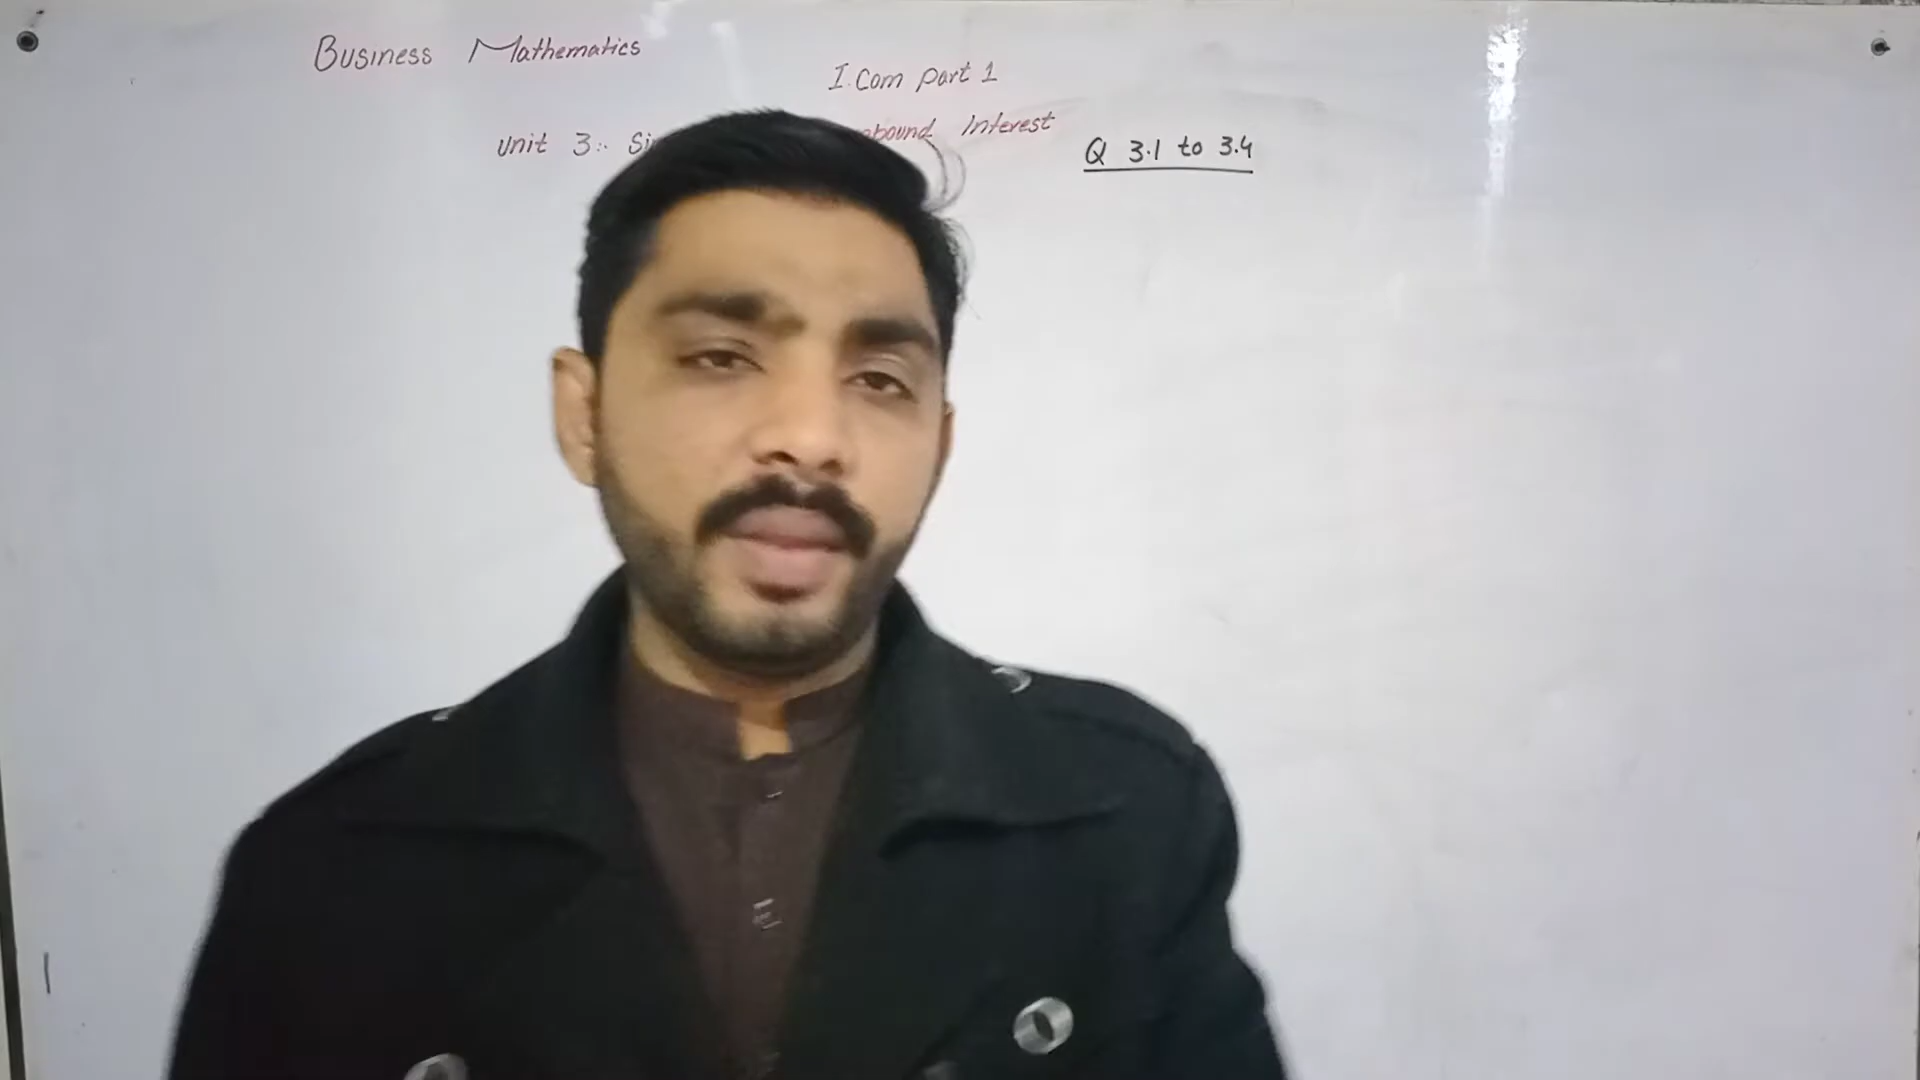 Business Mathematics
I.Com part 1
Unit 3:- Interest
Q 3.1 to 3.4